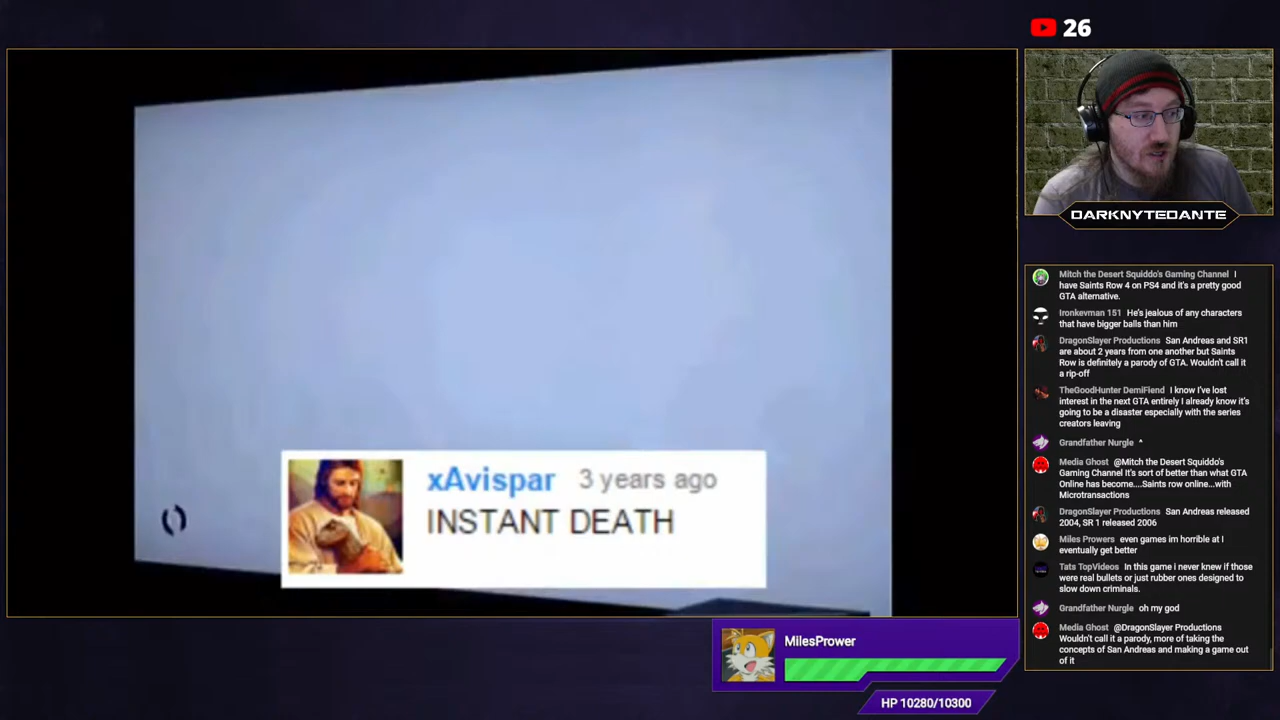 26
DARKNYTEDANTE
xAvispar 3 years ago
INSTANT DEATH
Mitch the Desert Squiddo's Gaming Channel I
have Saints Row 4 on PS4 and it's a pretty good
GTA alternative.
Ironkevman 151 He's jealous of any characters
that have bigger balls than him
DragonSlayer Productions San Andreas and SR1
are about 2 years from one another but Saints
Row is definitely a parody of GTA. Wouldn't call it
a rip-off
TheGoodHunter DemiFiend I know I've lost
interest in the next GTA entirely I already know it's
going to be a disaster especially with the series
creators leaving
Grandfather Nurgle ^
Media Ghost @Mitch the Desert Squiddo's
Gaming Channel It's sort of better than what GTA
Online has become....Saints row online...with
Microtransactions
DragonSlayer Productions San Andreas released
2004, SR 1 released 2006
Miles Prowers even games im horrible at I
eventually get better
Tats TopVideos In this game i never knew if those
were real bullets or just rubber ones designed to
slow down criminals.
Grandfather Nurgle oh my god
Media Ghost @DragonSlayer Productions
Wouldn't call it a parody, more of taking the
concepts of San Andreas and making a game out
of it
MilesPrower
HP 10280/10300